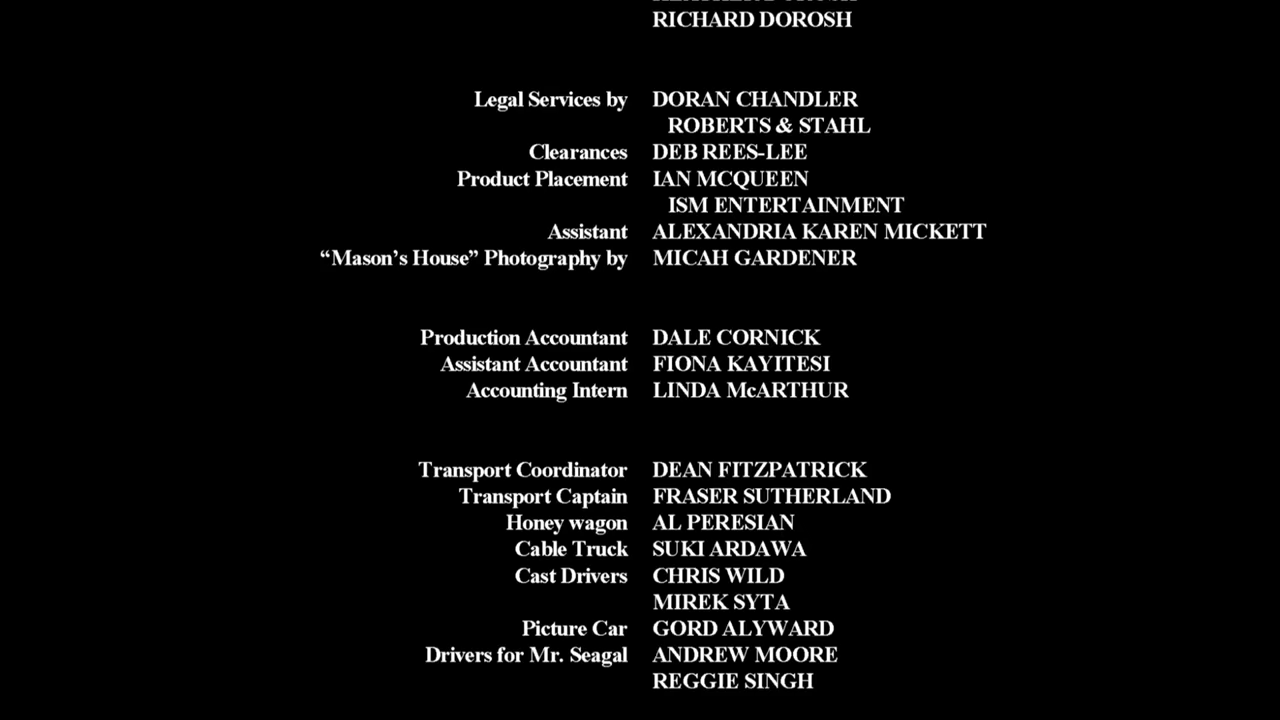 RICHARD DOROSH
Legal Services by DORAN CHANDLER
ROBERTS & STAHL
Clearances DEB REES-LEE
Product Placement IAN MCQUEEN
ISM ENTERTAINMENT
Assistant ALEXANDRIA KAREN MICKETT
“Mason’s House” Photography by MICAH GARDENER
Production Accountant DALE CORNICK
Assistant Accountant FIONA KAYITESI
Accounting Intern LINDA McARTHUR
Transport Coordinator DEAN FITZPATRICK
Transport Captain FRASER SUTHERLAND
Honey wagon AL PERESIAN
Cable Truck SUKI ARDAWA
Cast Drivers CHRIS WILD
MIREK SYTA
Picture Car GORD ALYWARD
Drivers for Mr. Seagal ANDREW MOORE
REGGIE SINGH